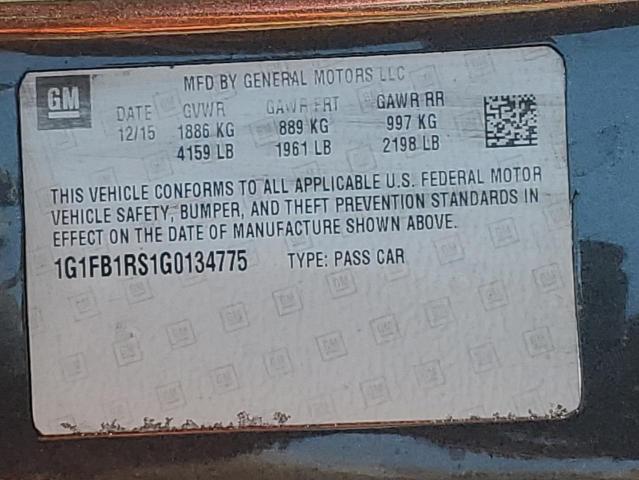 GM
MFD BY GENERAL MOTORS LLC
DATE GVWR GAWR FRT GAWR RR
12/15 1886 KG 889 KG 997 KG
4159 LB 1961 LB 2198 LB
THIS VEHICLE CONFORMS TO ALL APPLICABLE U.S. FEDERAL MOTOR
VEHICLE SAFETY, BUMPER, AND THEFT PREVENTION STANDARDS IN
EFFECT ON THE DATE OF MANUFACTURE SHOWN ABOVE.
1G1FB1RS1G0134775 TYPE: PASS CAR